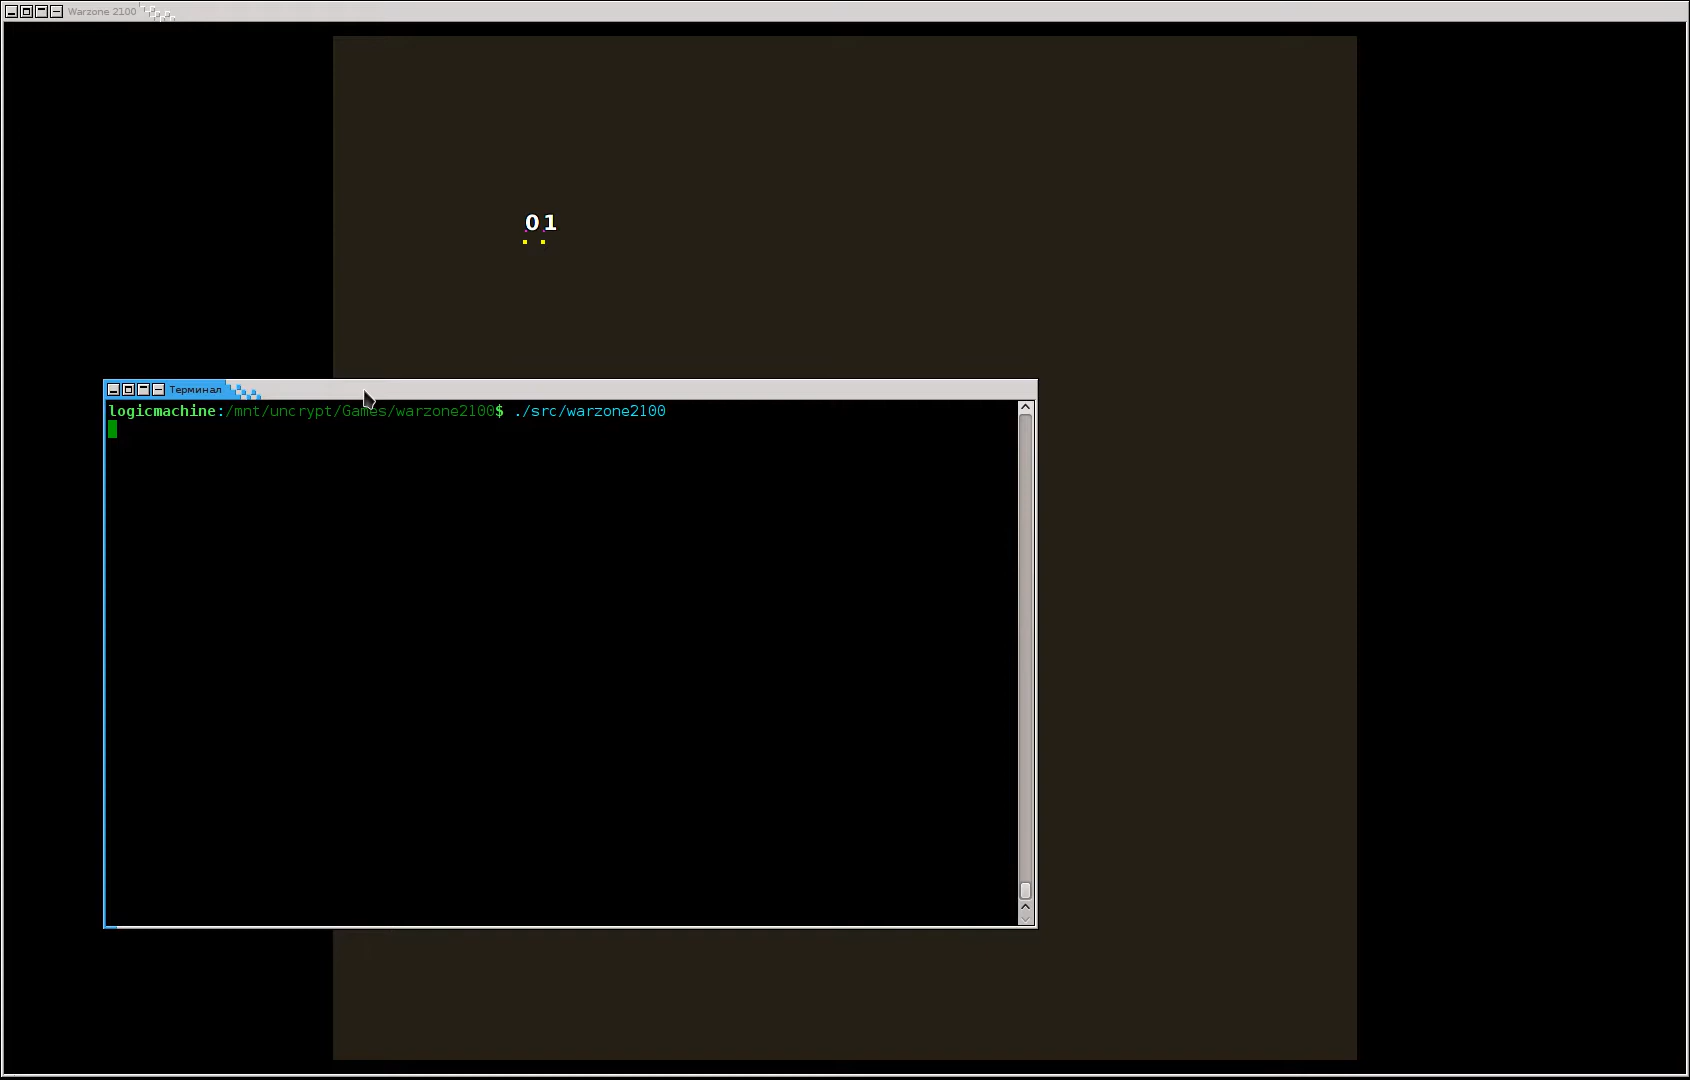 Warzone 2100
01
Терминал
logicmachine:/mnt/uncrypt/Games/warzone2100$ ./src/warzone2100